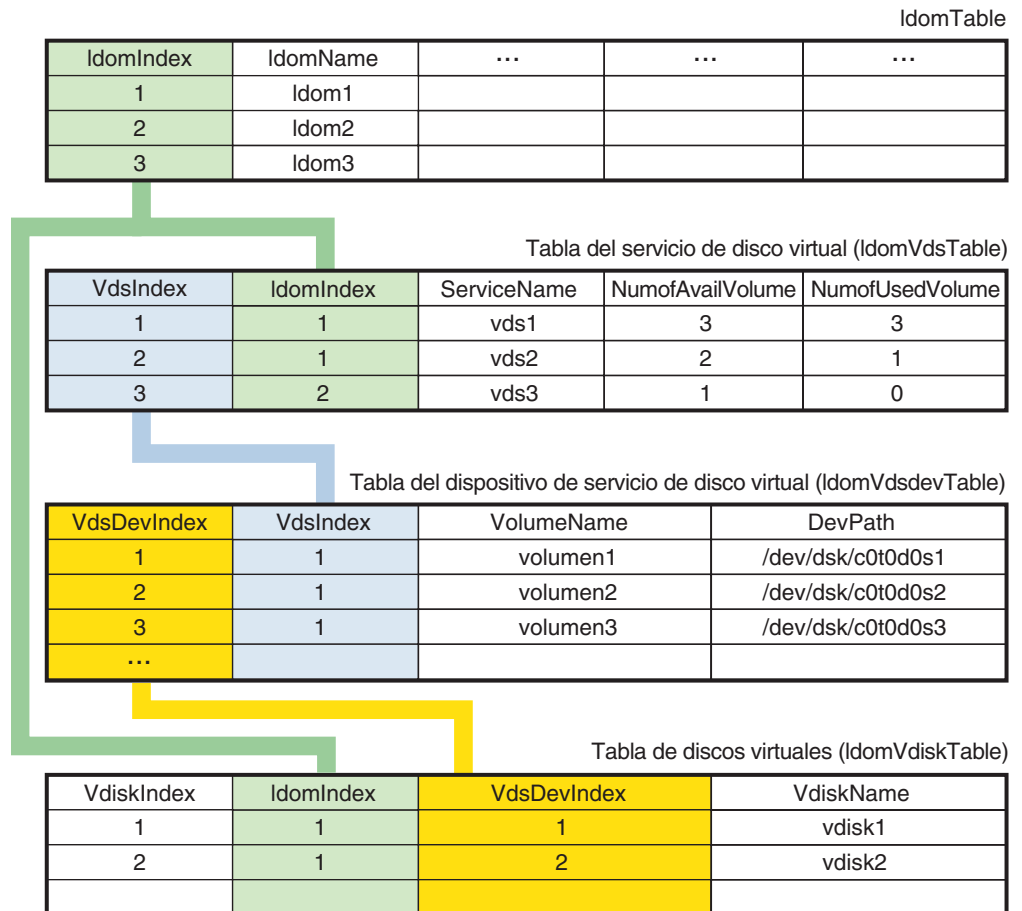 ldomTable
ldomIndex ldomName ... ... ...
1 ldom1
2 ldom2
3 ldom3
Tabla del servicio de disco virtual (ldomVdsTable)
VdsIndex ldomIndex ServiceName NumofAvailVolume NumofUsedVolume
1 1 vds1 3 3
2 1 vds2 2 1
3 2 vds3 1 0
Tabla del dispositivo de servicio de disco virtual (ldomVdsdevTable)
VdsDevIndex VdsIndex VolumeName DevPath
1 1 volumen1 /dev/dsk/c0t0d0s1
2 1 volumen2 /dev/dsk/c0t0d0s2
3 1 volumen3 /dev/dsk/c0t0d0s3
...
Tabla de discos virtuales (ldomVdiskTable)
VdiskIndex ldomIndex VdsDevIndex VdiskName
1 1 1 vdisk1
2 1 2 vdisk2